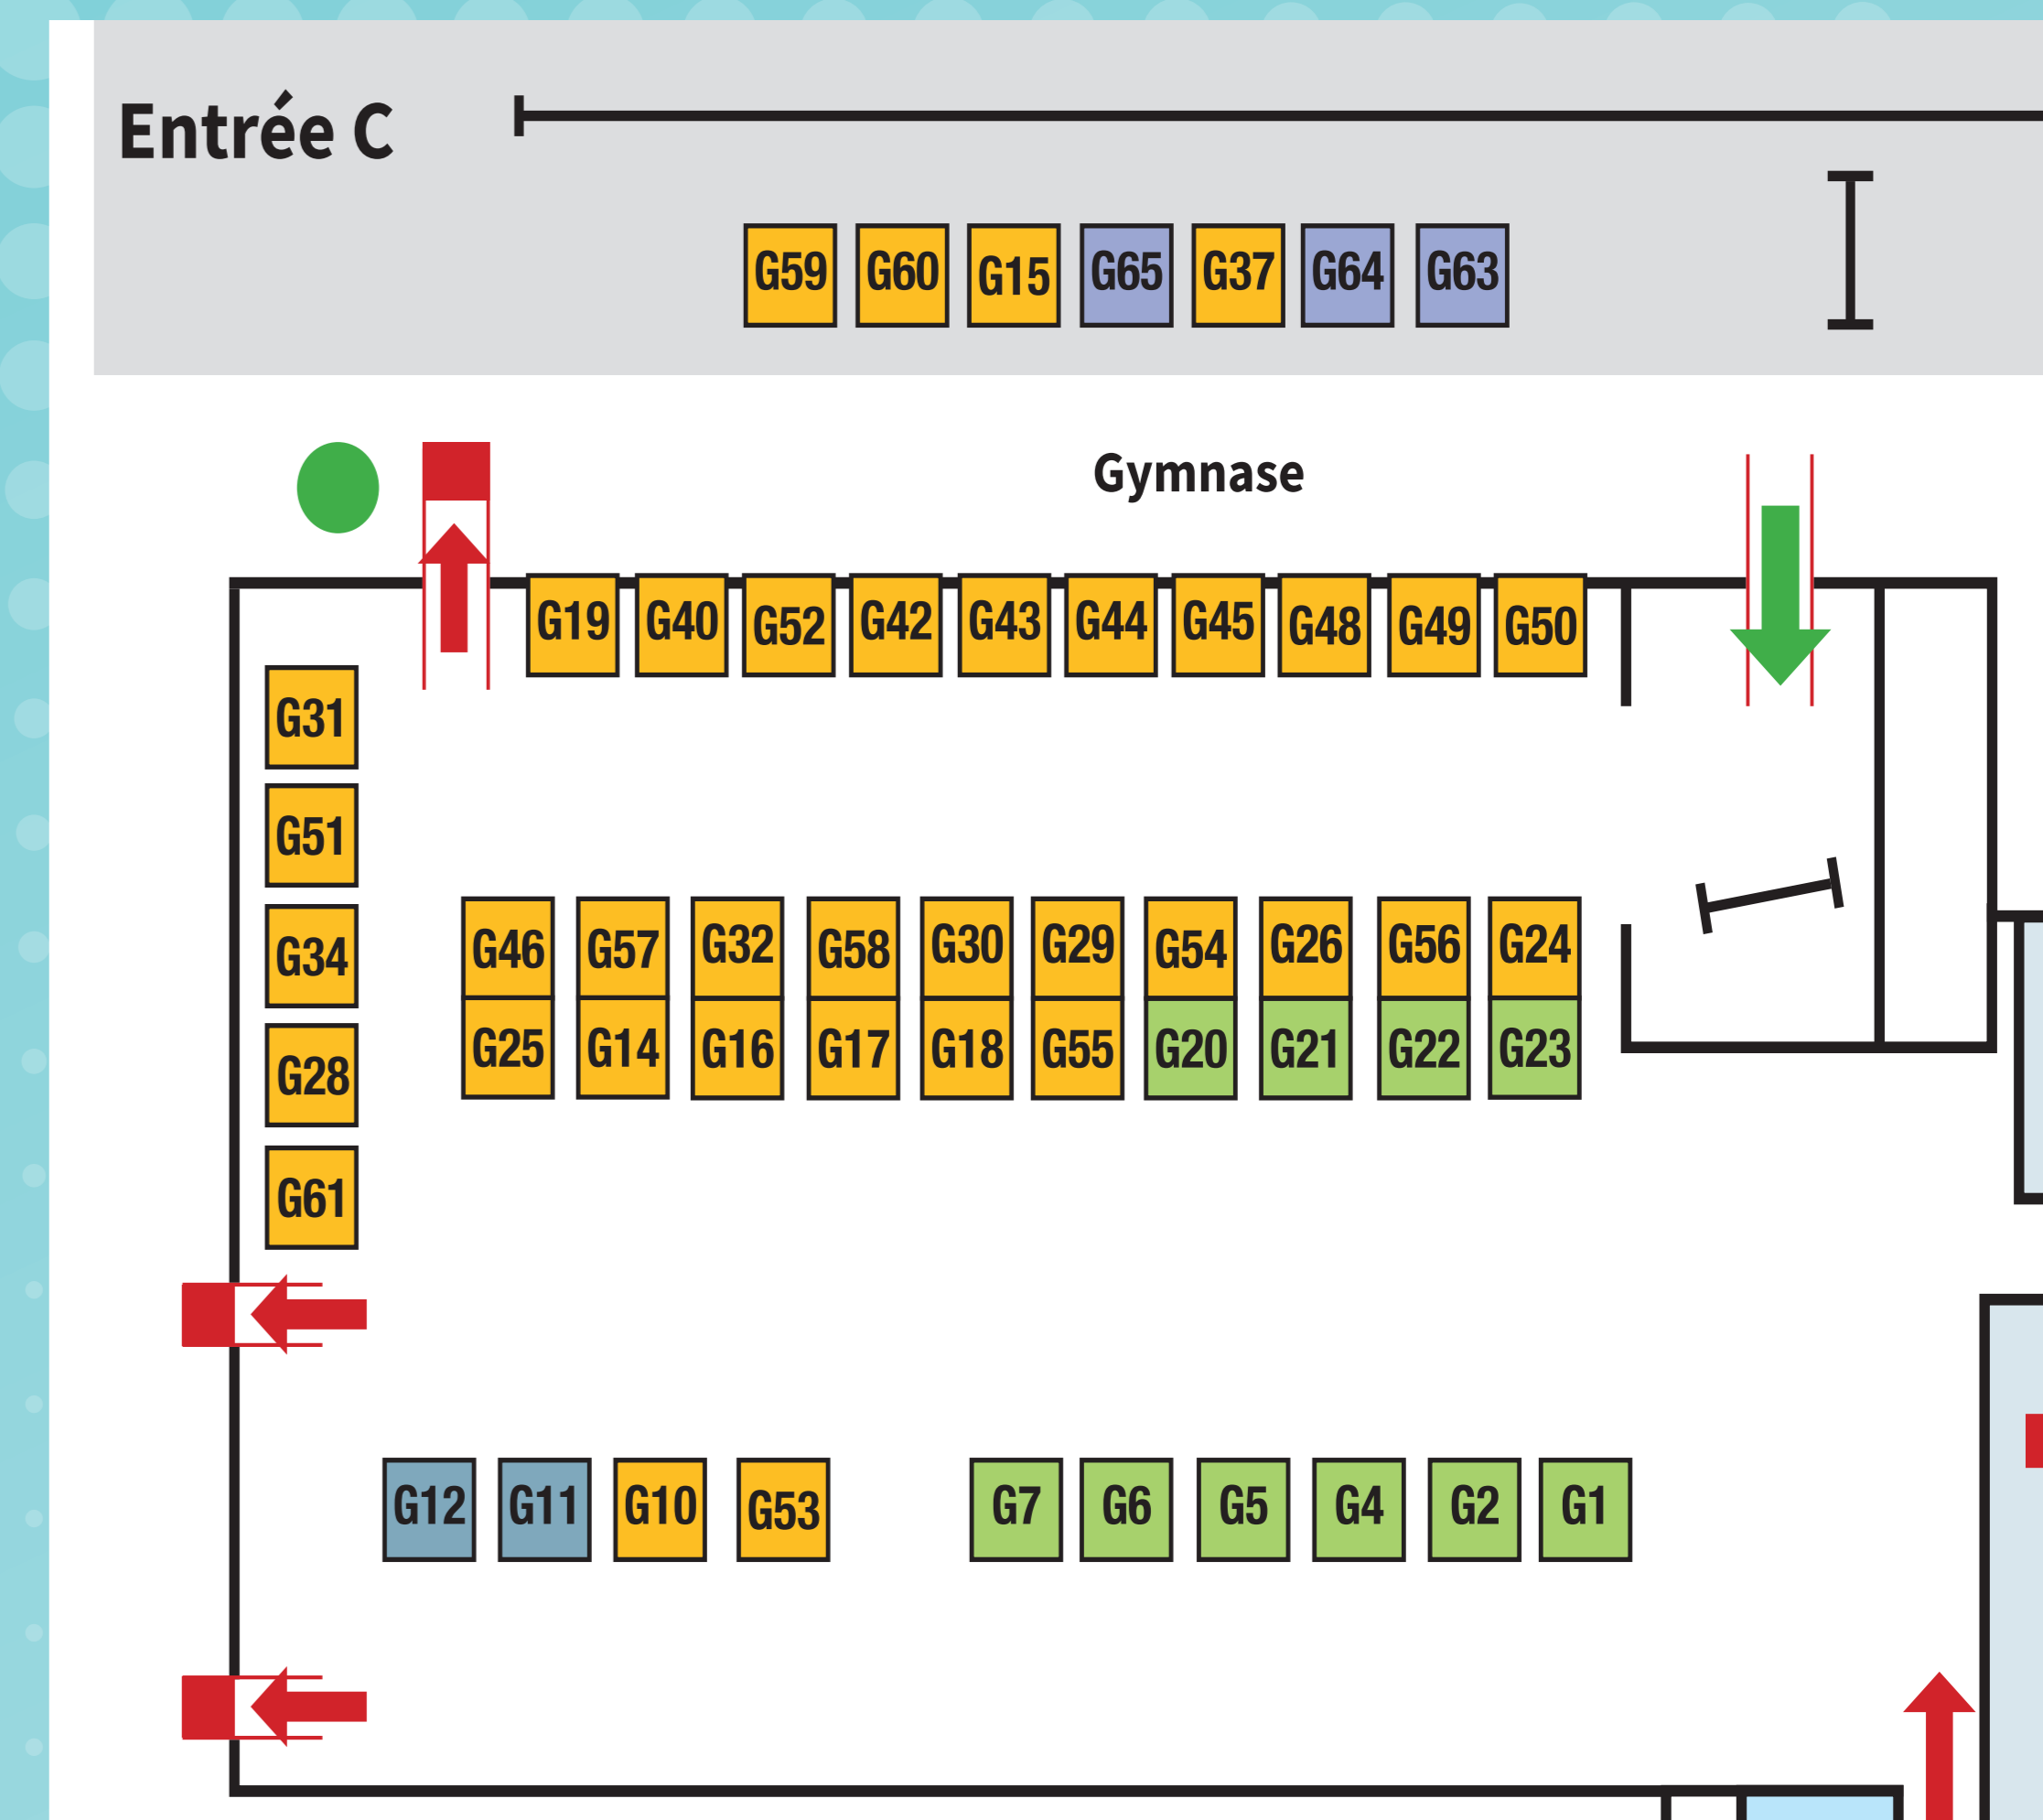 Entrée C
G59 G60 G15 G65 G37 G64 G63
Gymnase
G19 G40 G52 G42 G43 G44 G45 G48 G49 G50
G31
G51
G34
G28
G61
G46 G57 G32 G58 G30 G29 G54 G26 G56 G24
G25 G14 G16 G17 G18 G55 G20 G21 G22 G23
G12 G11 G10 G53 G7 G6 G5 G4 G2 G1